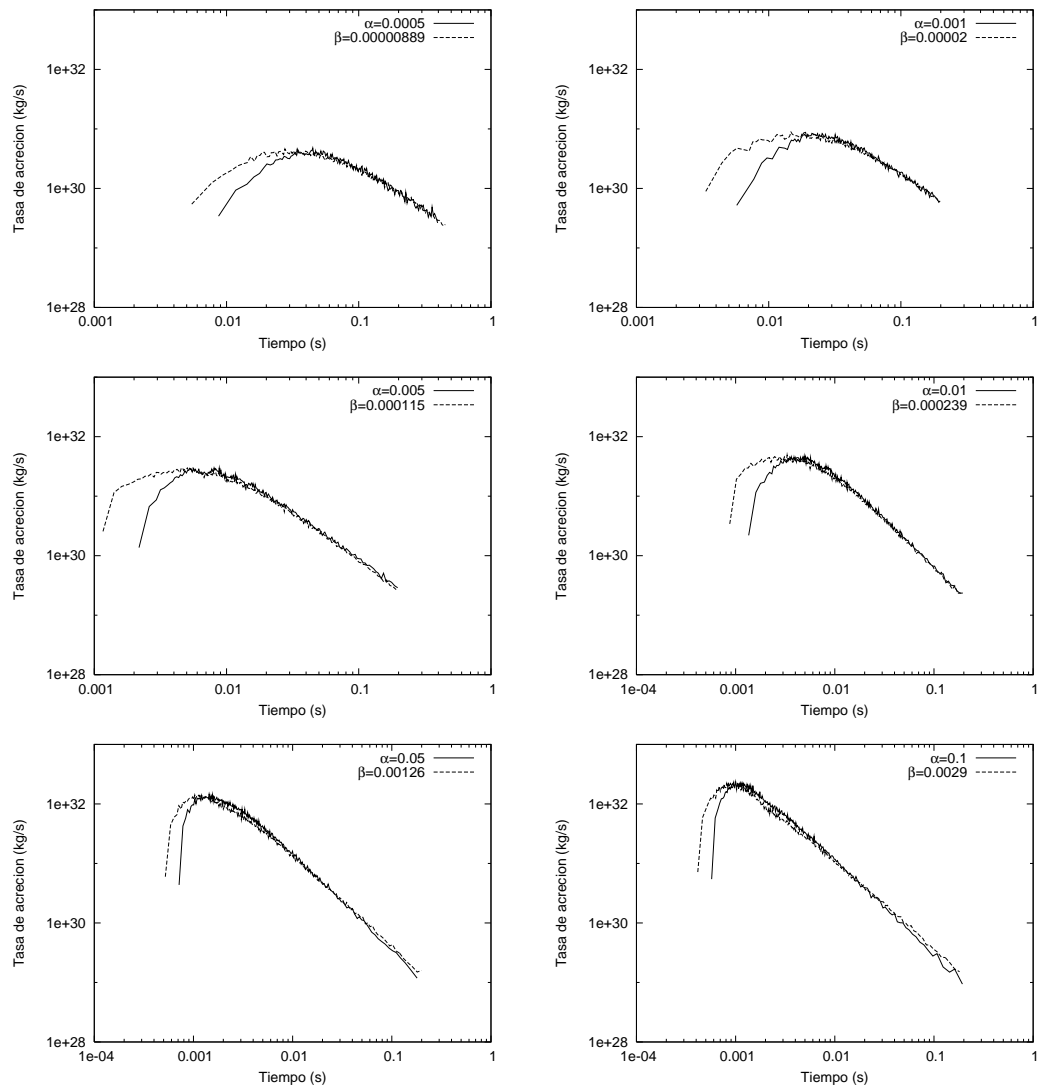 α=0.0005
β=0.00000889
Tasa de acrecion (kg/s)
1e+32
1e+30
1e+28
0.001 0.01 0.1 1
Tiempo (s)
α=0.001
β=0.00002
Tasa de acrecion (kg/s)
1e+32
1e+30
1e+28
0.001 0.01 0.1 1
Tiempo (s)
α=0.005
β=0.000115
Tasa de acrecion (kg/s)
1e+32
1e+30
1e+28
0.001 0.01 0.1 1
Tiempo (s)
α=0.01
β=0.000239
Tasa de acrecion (kg/s)
1e+32
1e+30
1e+28
1e-04 0.001 0.01 0.1 1
Tiempo (s)
α=0.05
β=0.00126
Tasa de acrecion (kg/s)
1e+32
1e+30
1e+28
1e-04 0.001 0.01 0.1 1
Tiempo (s)
α=0.1
β=0.0029
Tasa de acrecion (kg/s)
1e+32
1e+30
1e+28
1e-04 0.001 0.01 0.1 1
Tiempo (s)